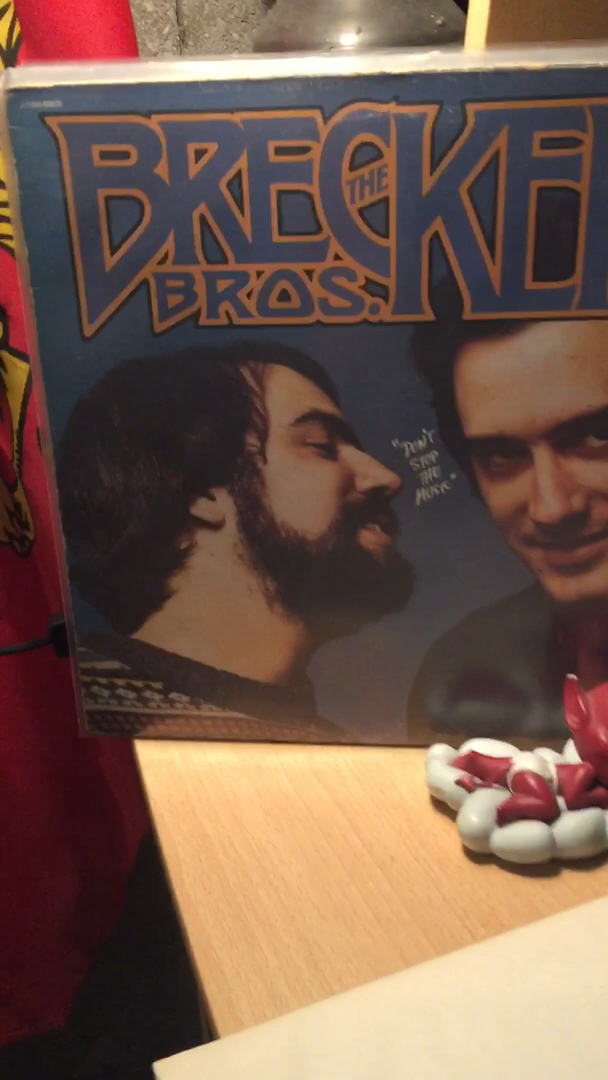 THE
BRECKE
BROS.
"DON'T
STOP
THE
MUSIC"